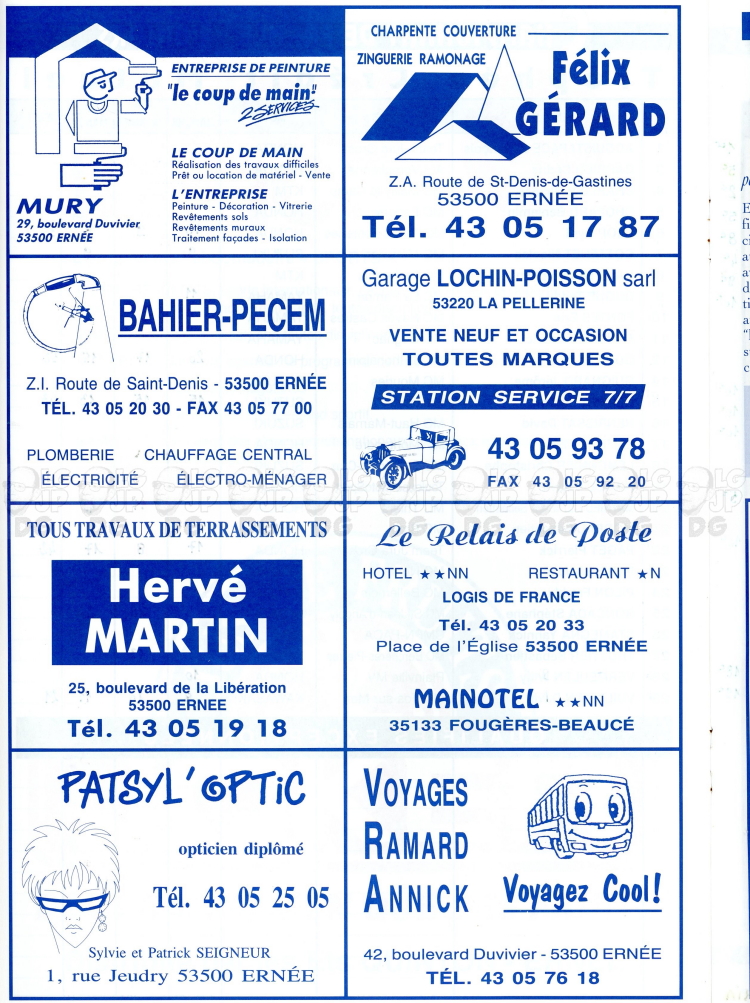 ENTREPRISE DE PEINTURE
"le coup de main"
2 SERVICES
LE COUP DE MAIN
Réalisation des travaux difficiles
Prêt ou location de matériel - Vente
L'ENTREPRISE
Peinture - Décoration - Vitrerie
Revêtements sols
Revêtements muraux
Traitement façades - Isolation
MURY
29, boulevard Duvivier
53500 ERNÉE
CHARPENTE COUVERTURE
ZINGUERIE RAMONAGE
Félix
GÉRARD
Z.A. Route de St-Denis-de-Gastines
53500 ERNÉE
Tél. 43 05 17 87
BAHIER-PECEM
Z.I. Route de Saint-Denis - 53500 ERNÉE
TÉL. 43 05 20 30 - FAX 43 05 77 00
PLOMBERIE CHAUFFAGE CENTRAL
ÉLECTRICITÉ ÉLECTRO-MÉNAGER
Garage LOCHIN-POISSON sarl
53220 LA PELLERINE
VENTE NEUF ET OCCASION
TOUTES MARQUES
STATION SERVICE 7/7
43 05 93 78
FAX 43 05 92 20
TOUS TRAVAUX DE TERRASSEMENTS
Hervé
MARTIN
25, boulevard de la Libération
53500 ERNEE
Tél. 43 05 19 18
Le Relais de Poste
HOTEL ★★NN RESTAURANT ★N
LOGIS DE FRANCE
Tél. 43 05 20 33
Place de l'Église 53500 ERNÉE
MAINOTEL ★★NN
35133 FOUGÈRES-BEAUCÉ
PATSYL'OPTiC
opticien diplômé
Tél. 43 05 25 05
Sylvie et Patrick SEIGNEUR
1, rue Jeudry 53500 ERNÉE
VOYAGES
RAMARD
ANNICK
Voyagez Cool!
42, boulevard Duvivier - 53500 ERNÉE
TÉL. 43 05 76 18